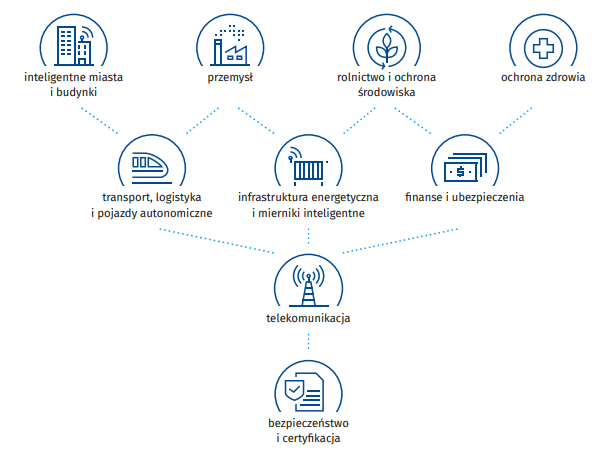 inteligentne miasta
i budynki
przemysł
rolnictwo i ochrona
środowiska
ochrona zdrowia
transport, logistyka
i pojazdy autonomiczne
infrastruktura energetyczna
i mierniki inteligentne
finanse i ubezpieczenia
telekomunikacja
bezpieczeństwo
i certyfikacja